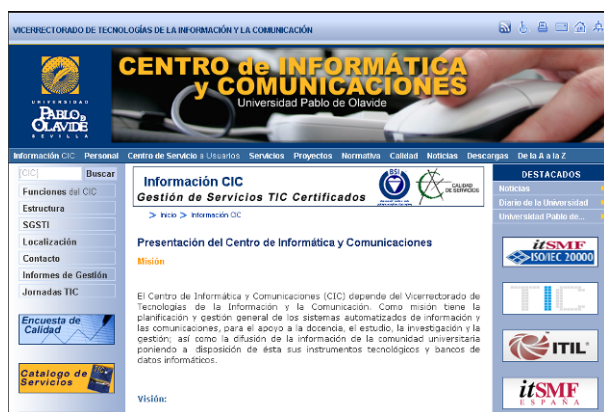 VICERRECTORADO DE TECNOLOGÍAS DE LA INFORMACIÓN Y LA COMUNICACIÓN
UNIVERSIDAD
PABLO DE
OLAVIDE
SEVILLA
CENTRO de INFORMÁTICA
y COMUNICACIONES
Universidad Pablo de Olavide
Información CIC Personal Centro de Servicio a Usuarios Servicios Proyectos Normativa Calidad Noticias Descargas De la A a la Z
[CIC] Buscar
Funciones del CIC
Estructura
SGSTI
Localización
Contacto
Informes de Gestión
Jornadas TIC
Encuesta de
Calidad
Catalogo de
Servicios
Información CIC
Gestión de Servicios TIC Certificados
BSI
CALIDAD
DE SERVICIOS
> Inicio > Información CIC
Presentación del Centro de Informática y Comunicaciones
Misión
El Centro de Informática y Comunicaciones (CIC) depende del Vicerrectorado de
Tecnologías de la Información y la Comunicación. Como misión tiene la
planificación y gestión general de los sistemas automatizados de información y
las comunicaciones, para el apoyo a la docencia, el estudio, la investigación y la
gestión; así como la difusión de la información de la comunidad universitaria
poniendo a disposición de ésta sus instrumentos tecnológicos y bancos de
datos informáticos.
Visión:
DESTACADOS
Noticias
Diario de la Universidad
Universidad Pablo de...
itSMF
ISO/IEC 20000
TIC
ITIL
itSMF
ESPAÑA